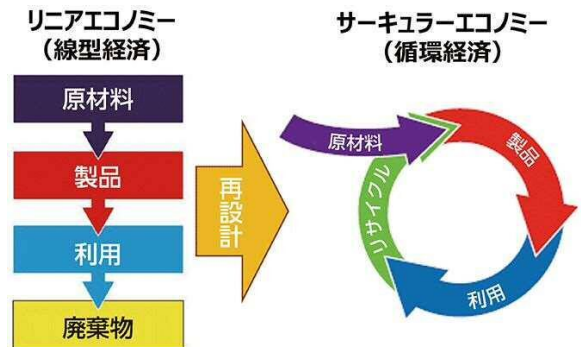 リニアエコノミー
（線型経済）
原材料
製品
利用
廃棄物
再設計
サーキュラーエコノミー
（循環経済）
原材料
製品
利用
リサイクル